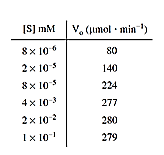 [S] mM V₀ (μmol · min⁻¹)
8 × 10⁻⁶ 80
2 × 10⁻⁵ 140
8 × 10⁻⁵ 224
4 × 10⁻³ 277
2 × 10⁻² 280
1 × 10⁻¹ 279